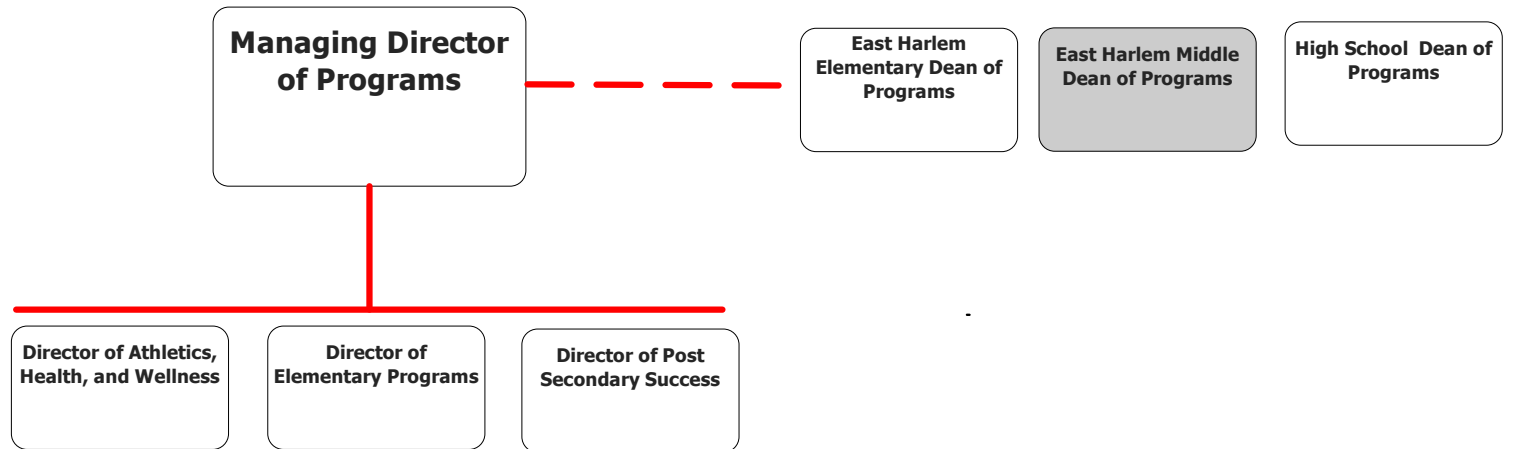 Managing Director
of Programs
East Harlem
Elementary Dean of
Programs
East Harlem Middle
Dean of Programs
High School  Dean of
Programs
Director of Athletics,
Health, and Wellness
Director of
Elementary Programs
Director of Post
Secondary Success
-